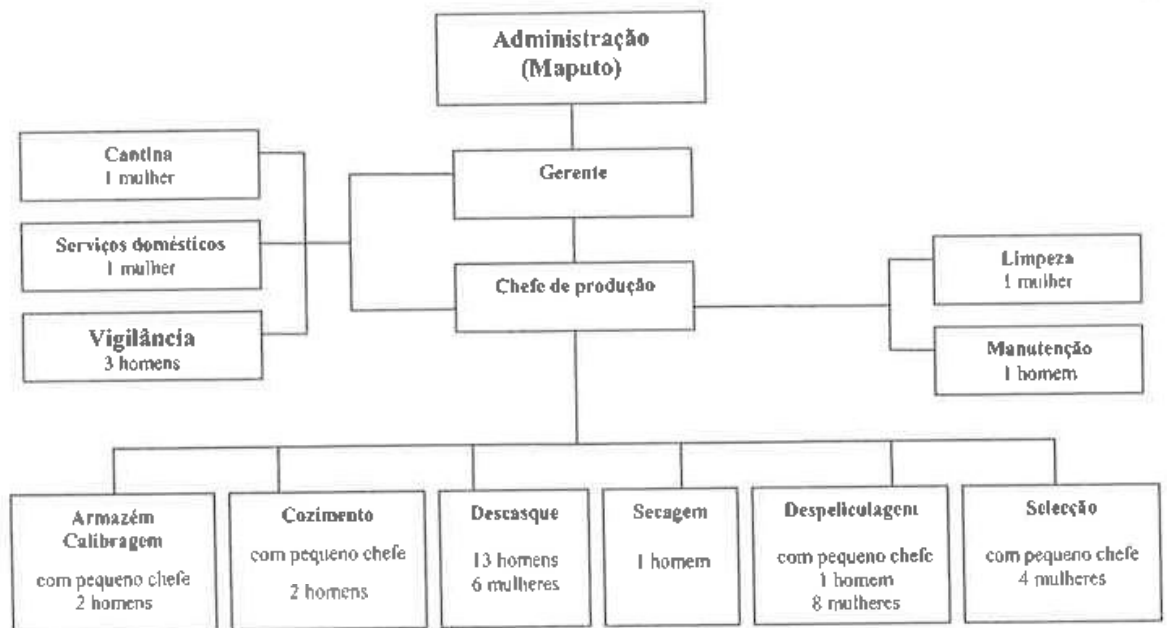 Administração
(Maputo)
Cantina
1 mulher
Gerente
Serviços domésticos
1 mulher
Chefe de produção
Limpeza
1 mulher
Vigilância
3 homens
Manutenção
1 homem
Armazém
Calibragem
com pequeno chefe
2 homens
Cozimento
com pequeno chefe
2 homens
Descasque
13 homens
6 mulheres
Secagem
1 homem
Despeliculagem
com pequeno chefe
1 homem
8 mulheres
Selecção
com pequeno chefe
4 mulheres